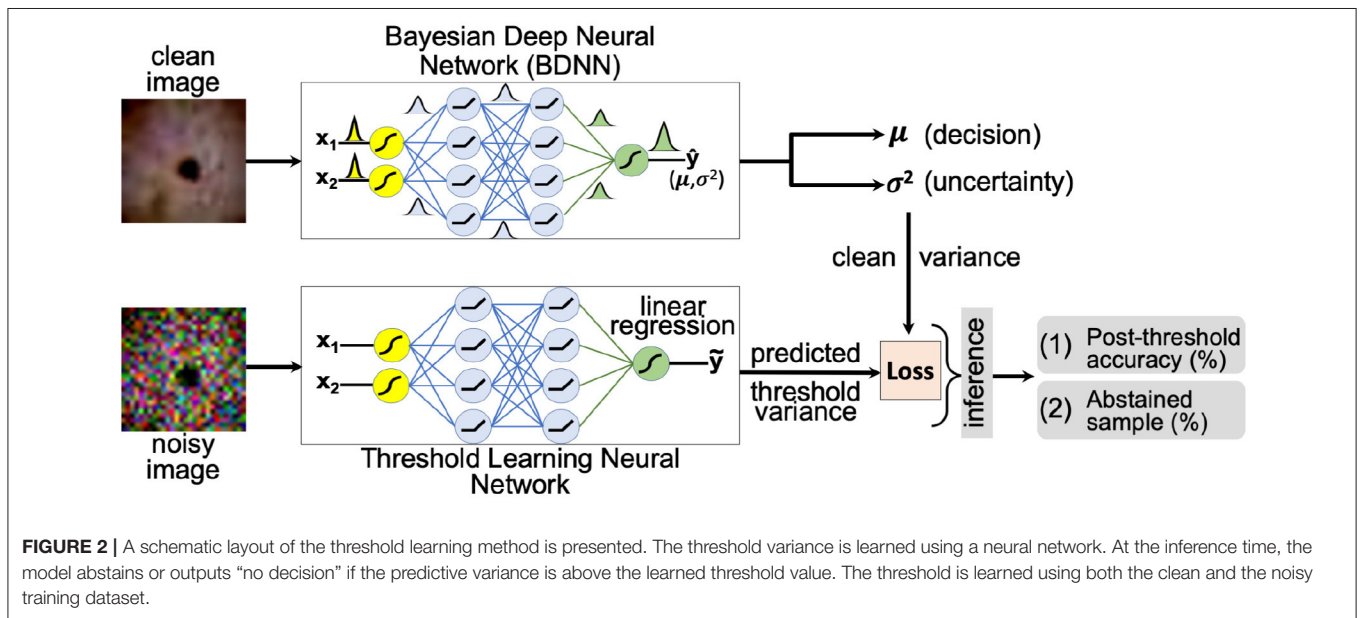 clean
image
Bayesian Deep Neural
Network (BDNN)
x₁
x₂
ŷ
(μ,σ²)
μ (decision)
σ² (uncertainty)
clean variance
noisy
image
x₁
x₂
linear
regression
ỹ
Threshold Learning Neural
Network
predicted
threshold
variance
Loss
inference
(1) Post-threshold
accuracy (%)
(2) Abstained
sample (%)
FIGURE 2 | A schematic layout of the threshold learning method is presented. The threshold variance is learned using a neural network. At the inference time, the
model abstains or outputs “no decision” if the predictive variance is above the learned threshold value. The threshold is learned using both the clean and the noisy
training dataset.